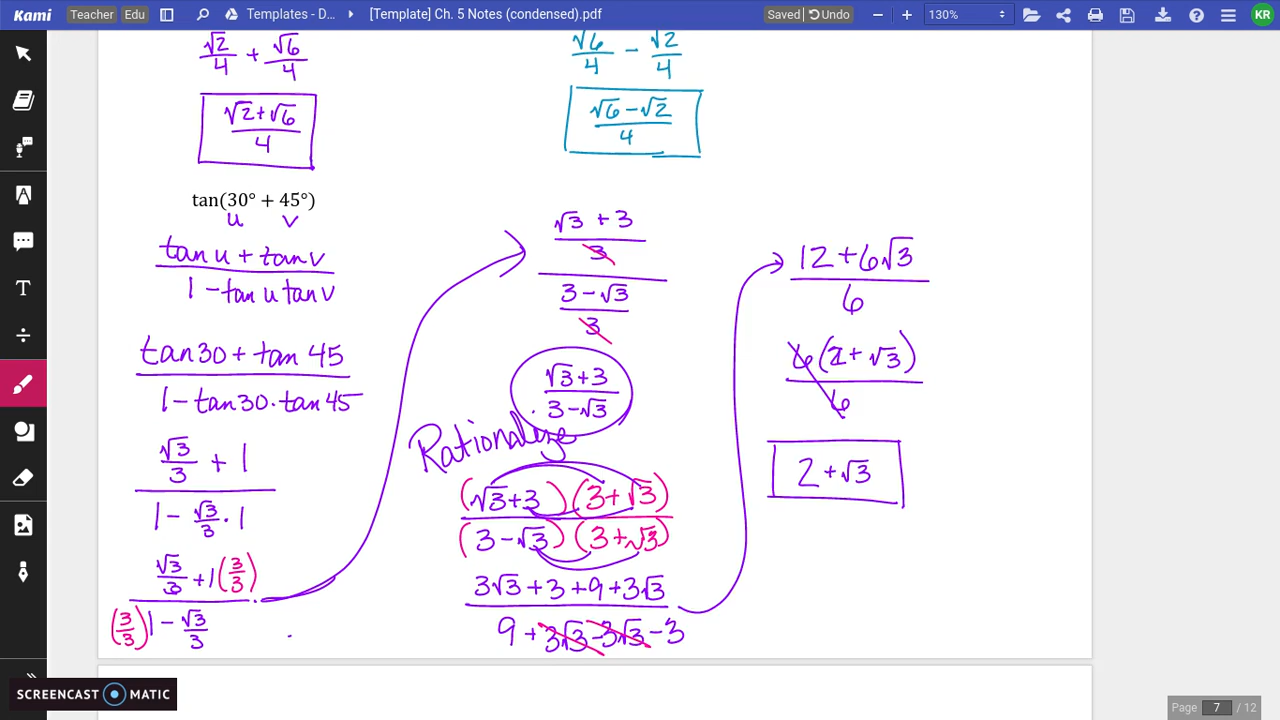 Kami Teacher Edu Templates - D... [Template] Ch. 5 Notes (condensed).pdf Saved Undo 130% KR
√2/4 + √6/4
(√2+√6)/4
√6/4 − √2/4
(√6−√2)/4
tan(30° + 45°)
u v
tan u + tan v
1 − tan u tan v
tan30 + tan 45
1 − tan30 · tan 45
√3/3 + 1
1 − √3/3 · 1
√3/3 + 1(3/3)
(3/3)1 − √3/3
√3 + 3
3
3 − √3
3
√3 + 3
3 − √3
Rationalize
(√3+3)(3+√3)
(3 − √3)(3+√3)
3√3 + 3 + 9 + 3√3
9 + 3√3 − 3√3 − 3
12 + 6√3
6
6(2 + √3)
6
2 + √3
SCREENCAST MATIC
Page 7 / 12